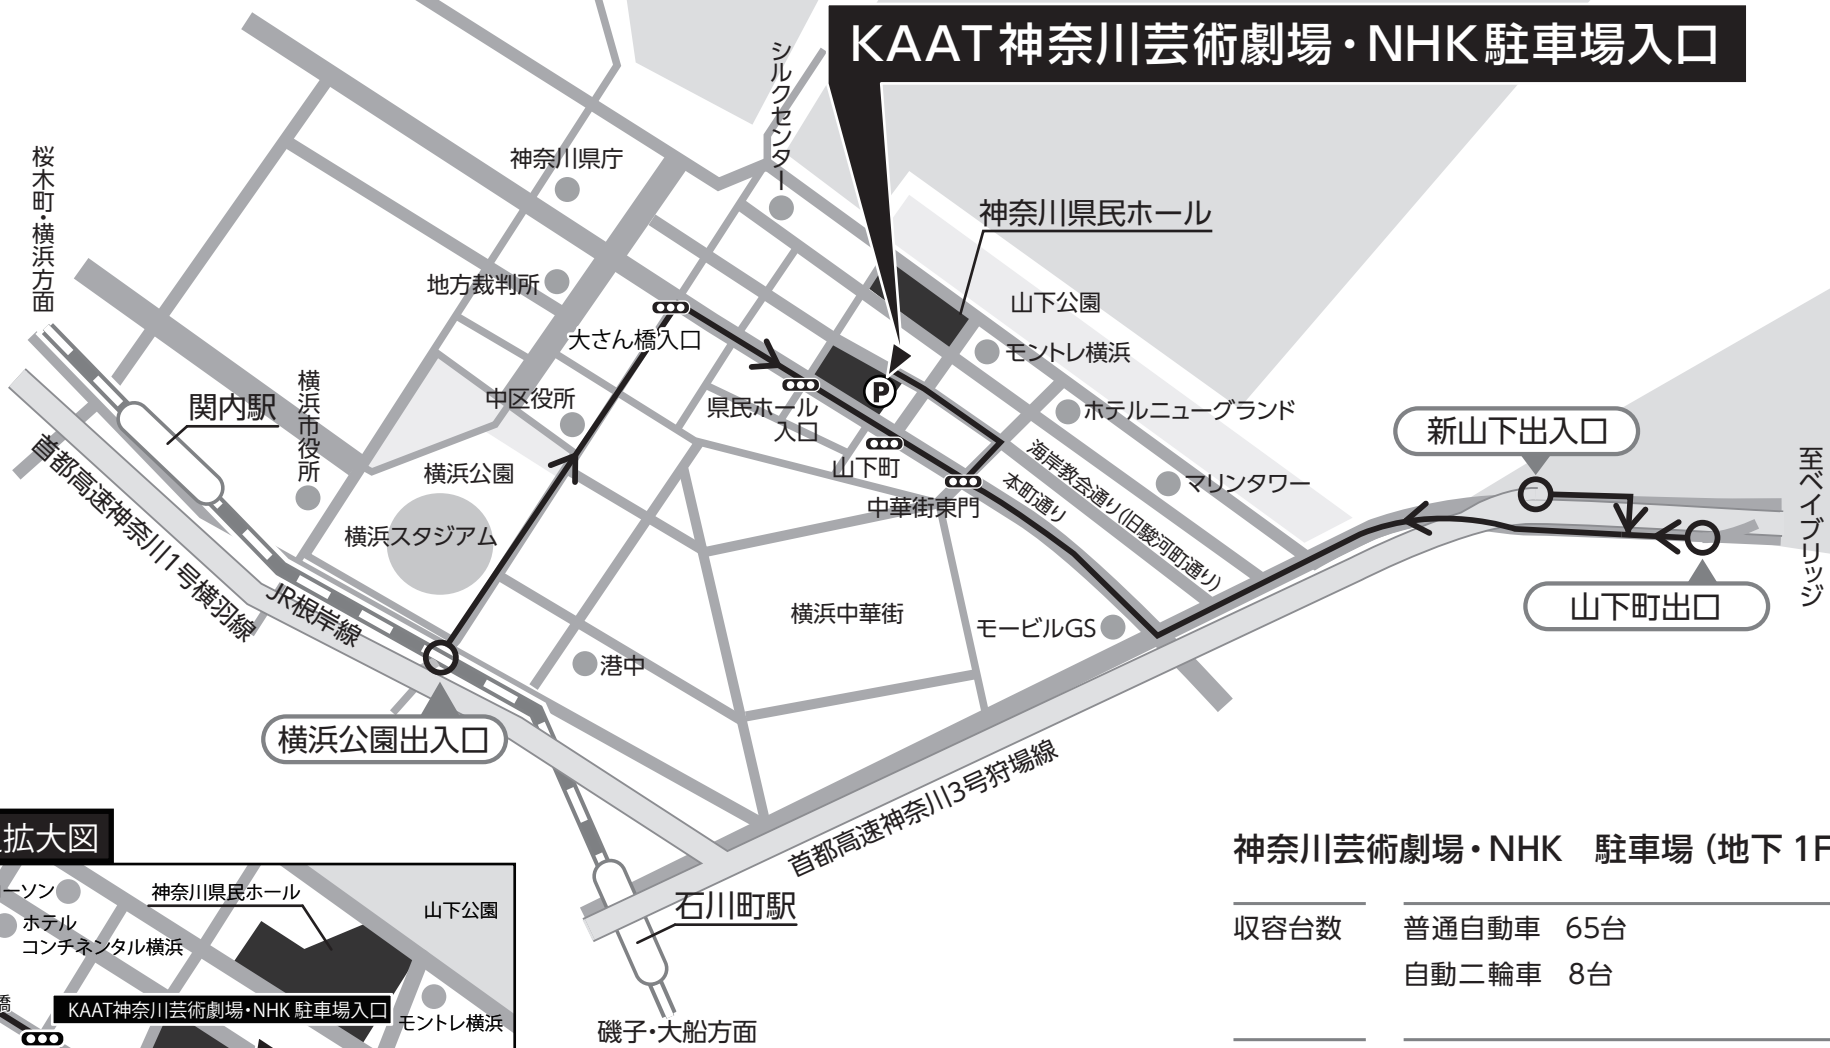 KAAT神奈川芸術劇場・NHK駐車場入口
シルクセンター
神奈川県庁
桜木町・横浜方面
神奈川県民ホール
地方裁判所
山下公園
大さん橋入口
モントレ横浜
関内駅
横浜市役所
中区役所
P
県民ホール
入口
ホテルニューグランド
新山下出入口
首都高速神奈川1号横羽線
横浜公園
山下町
中華街東門
海岸教会通り(旧駿河町通り)
本町通り
マリンタワー
至ベイブリッジ
横浜スタジアム
JR根岸線
横浜中華街
モービルGS
山下町出口
港中
横浜公園出入口
首都高速神奈川3号狩場線
石川町駅
磯子・大船方面
拡大図
ーソン
神奈川県民ホール
山下公園
ホテル
コンチネンタル横浜
橋
KAAT神奈川芸術劇場・NHK 駐車場入口
モントレ横浜
神奈川芸術劇場・NHK 駐車場（地下 1F
収容台数 普通自動車 65台
自動二輪車 8台